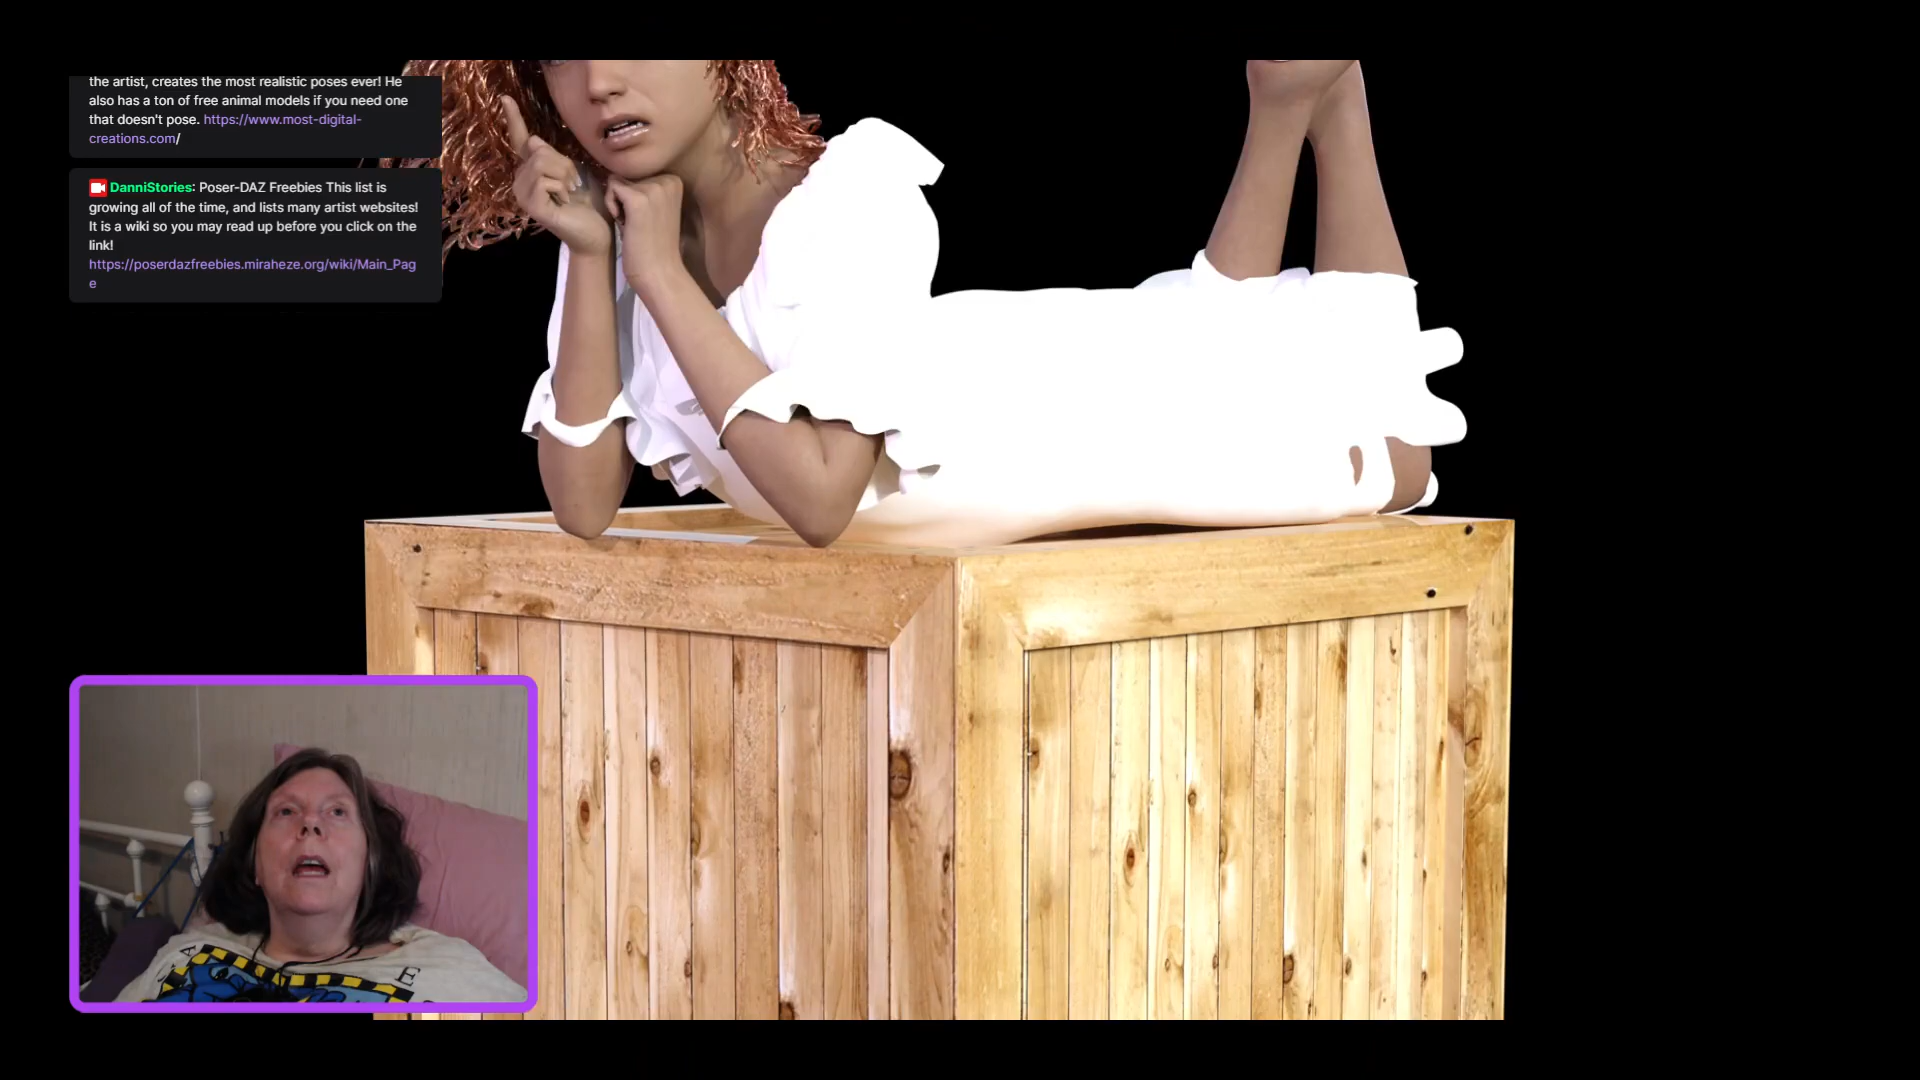 the artist, creates the most realistic poses ever! He
also has a ton of free animal models if you need one
that doesn't pose. https://www.most-digital-
creations.com/
DanniStories: Poser-DAZ Freebies This list is
growing all of the time, and lists many artist websites!
It is a wiki so you may read up before you click on the
link!
https://poserdazfreebies.miraheze.org/wiki/Main_Pag
e
E